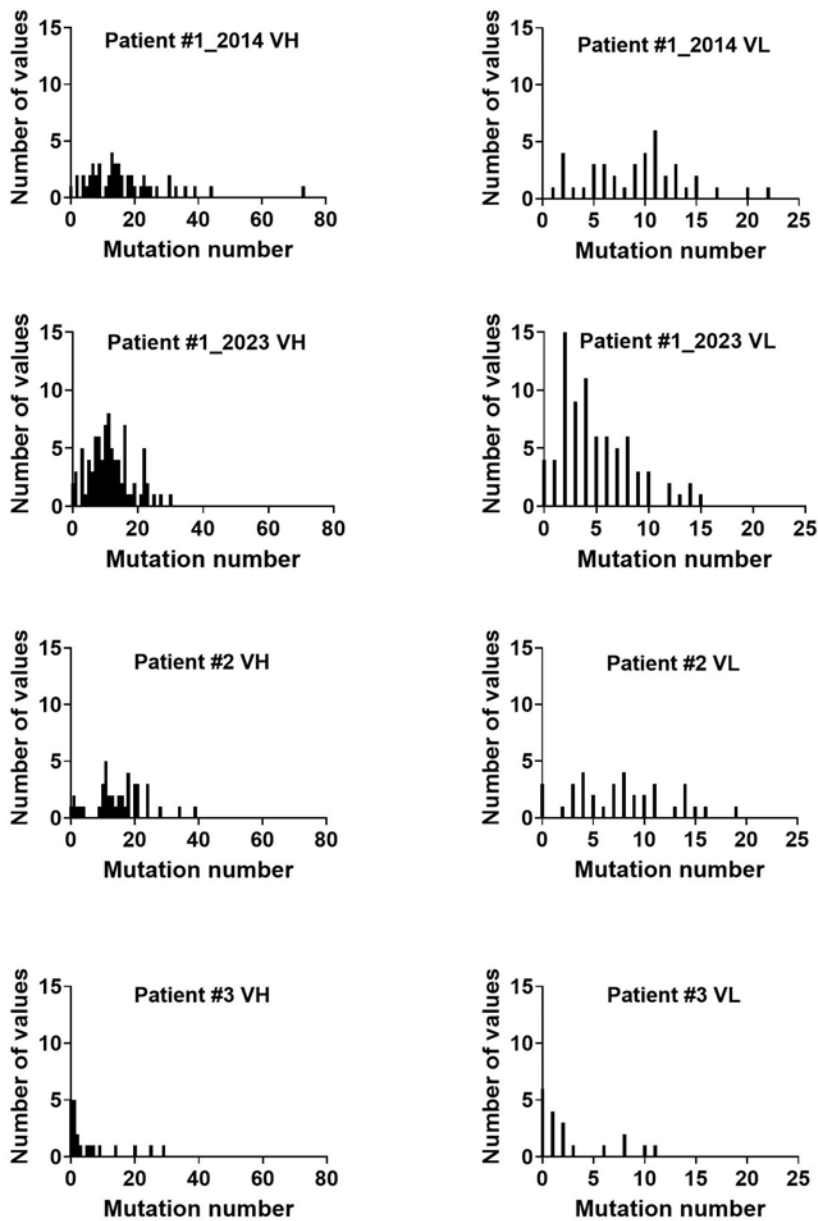 Patient #1_2014 VH
Number of values
15
10
5
0
0 20 40 60 80
Mutation number
Patient #1_2014 VL
Number of values
15
10
5
0
0 5 10 15 20 25
Mutation number
Patient #1_2023 VH
Number of values
15
10
5
0
0 20 40 60 80
Mutation number
Patient #1_2023 VL
Number of values
15
10
5
0
0 5 10 15 20 25
Mutation number
Patient #2 VH
Number of values
15
10
5
0
0 20 40 60 80
Mutation number
Patient #2 VL
Number of values
15
10
5
0
0 5 10 15 20 25
Mutation number
Patient #3 VH
Number of values
15
10
5
0
0 20 40 60 80
Mutation number
Patient #3 VL
Number of values
15
10
5
0
0 5 10 15 20 25
Mutation number